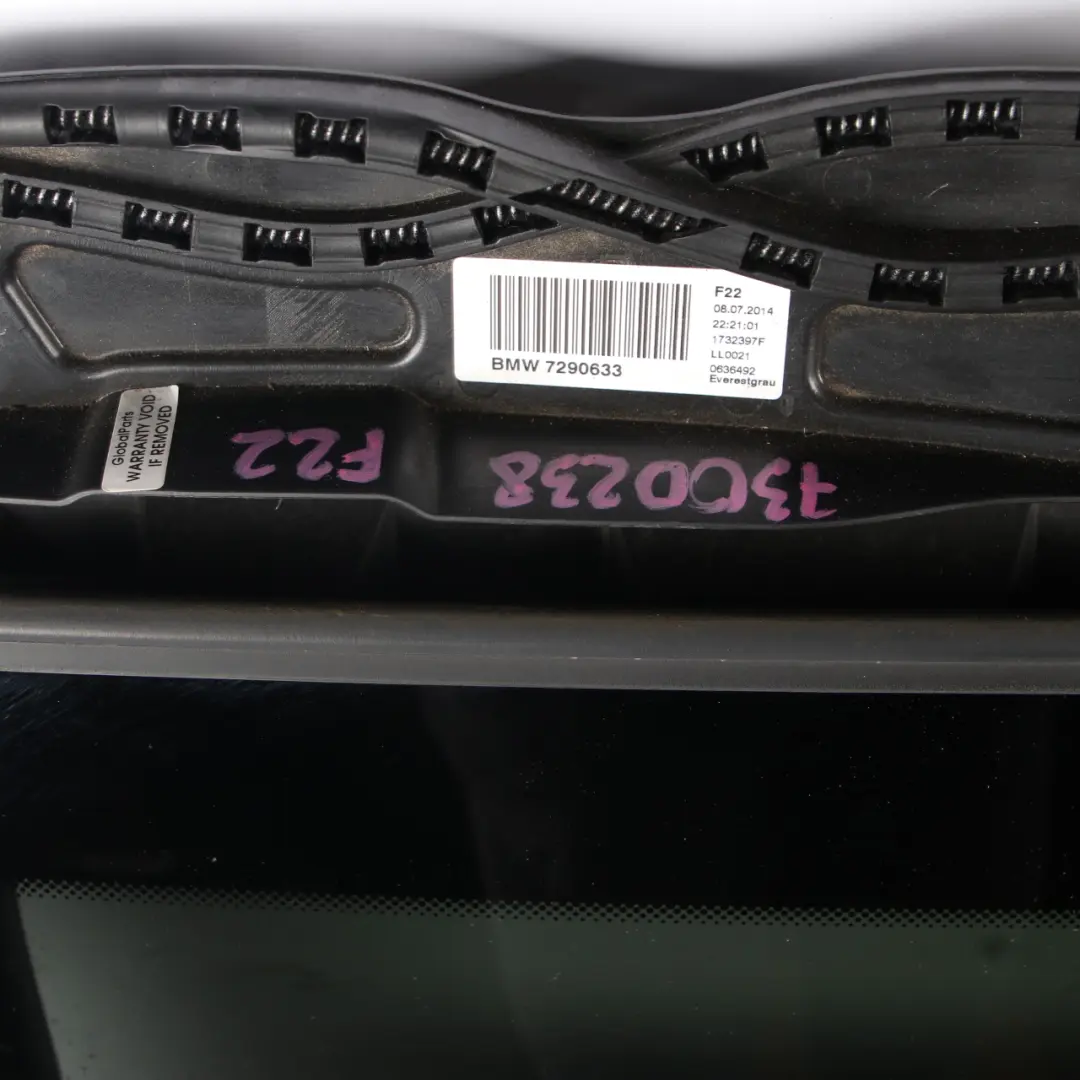 F22
08.07.2014
22:21:01
1732397F
LL0021
0636492
Everestgrau
BMW 7290633
GlobalParts
WARRANTY VOID
IF REMOVED
F22
7300238